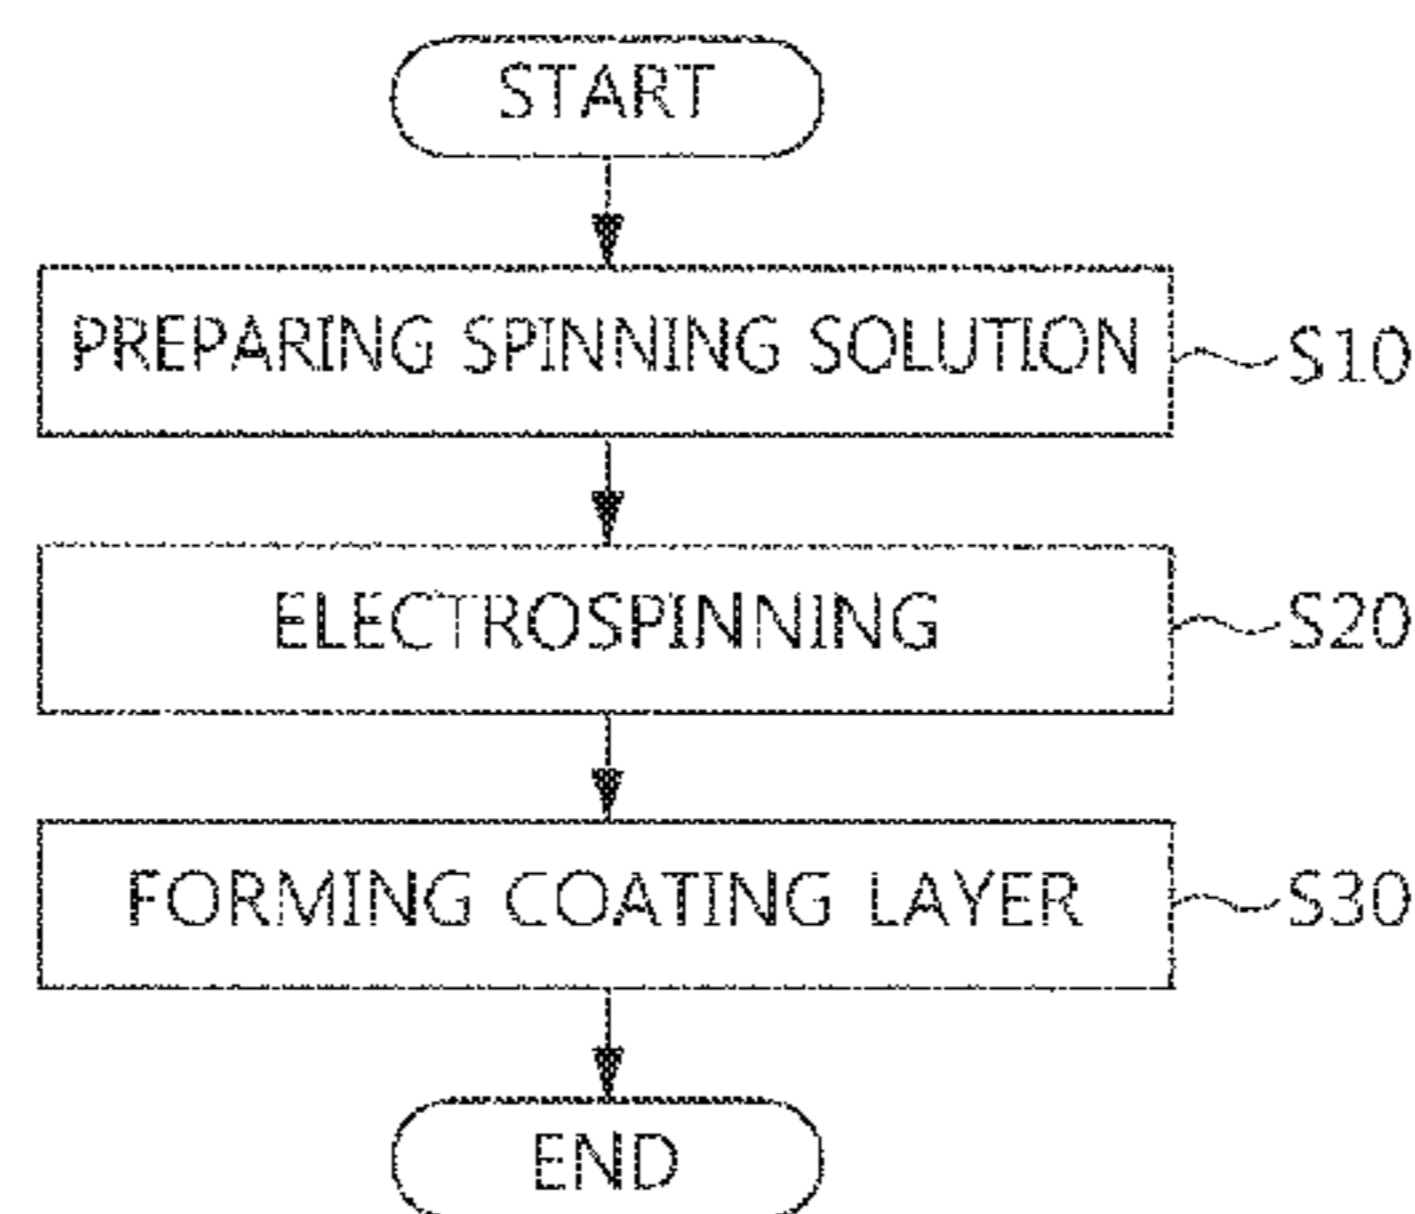 START
PREPARING SPINNING SOLUTION
S10
ELECTROSPINNING
S20
FORMING COATING LAYER
S30
END